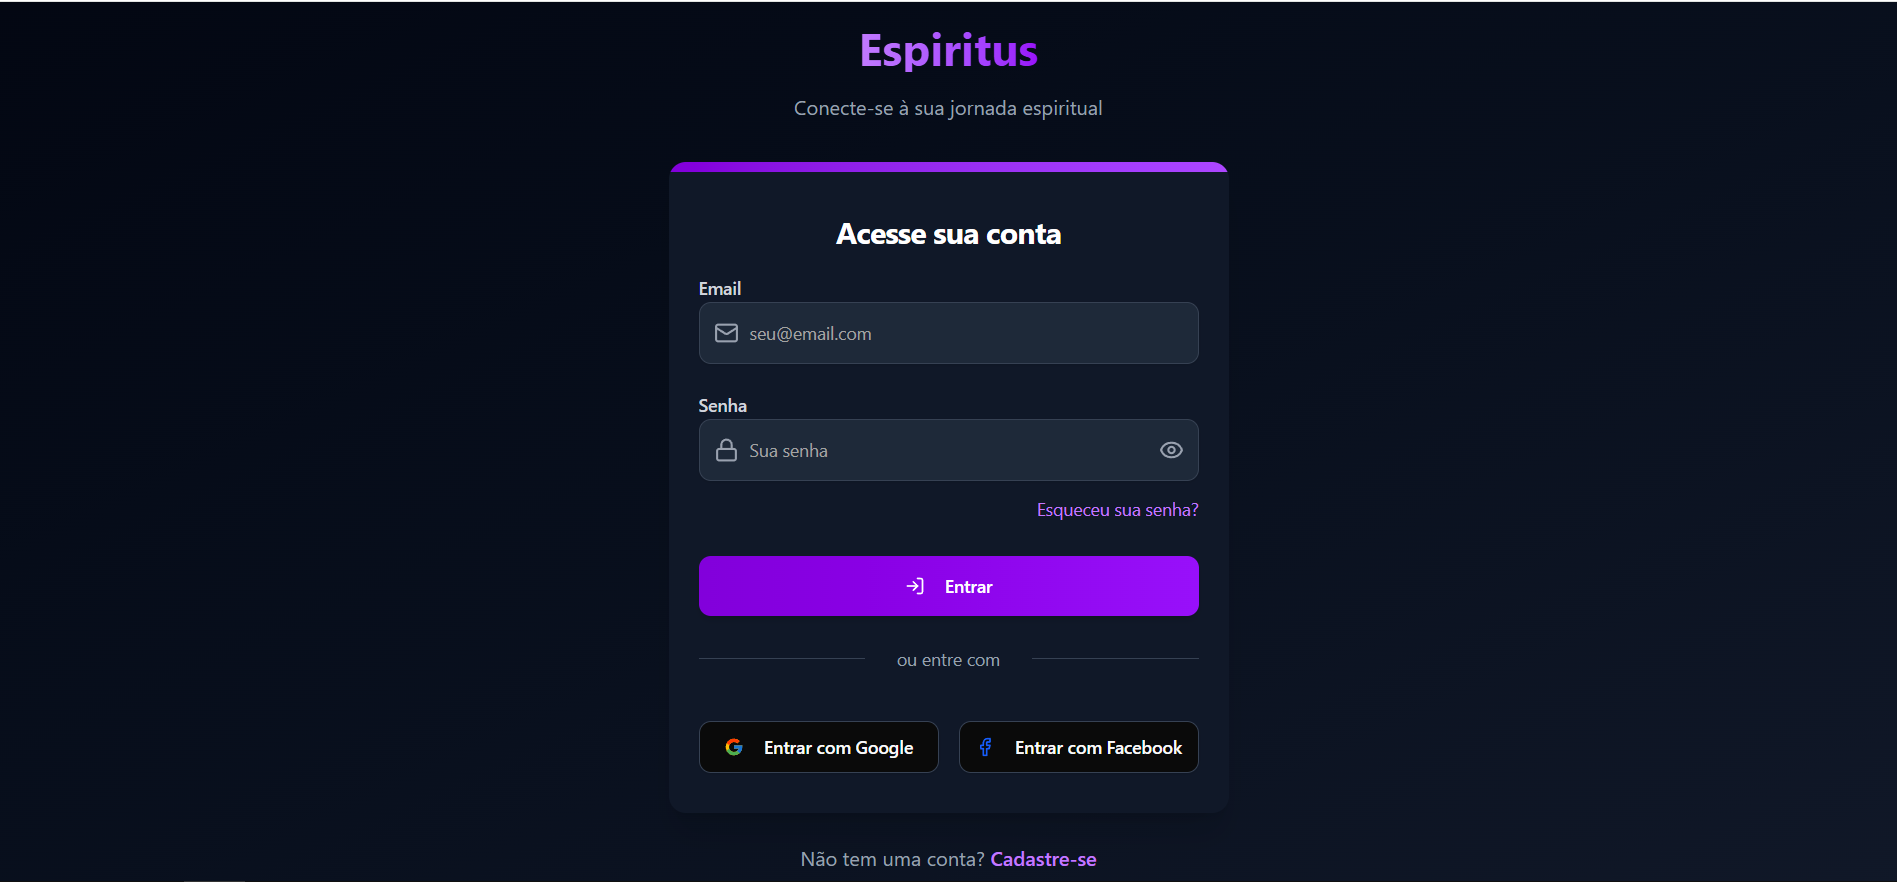 Espiritus
Conecte-se à sua jornada espiritual
Acesse sua conta
Email
seu@email.com
Senha
Sua senha
Esqueceu sua senha?
Entrar
ou entre com
Entrar com Google
Entrar com Facebook
Não tem uma conta? Cadastre-se